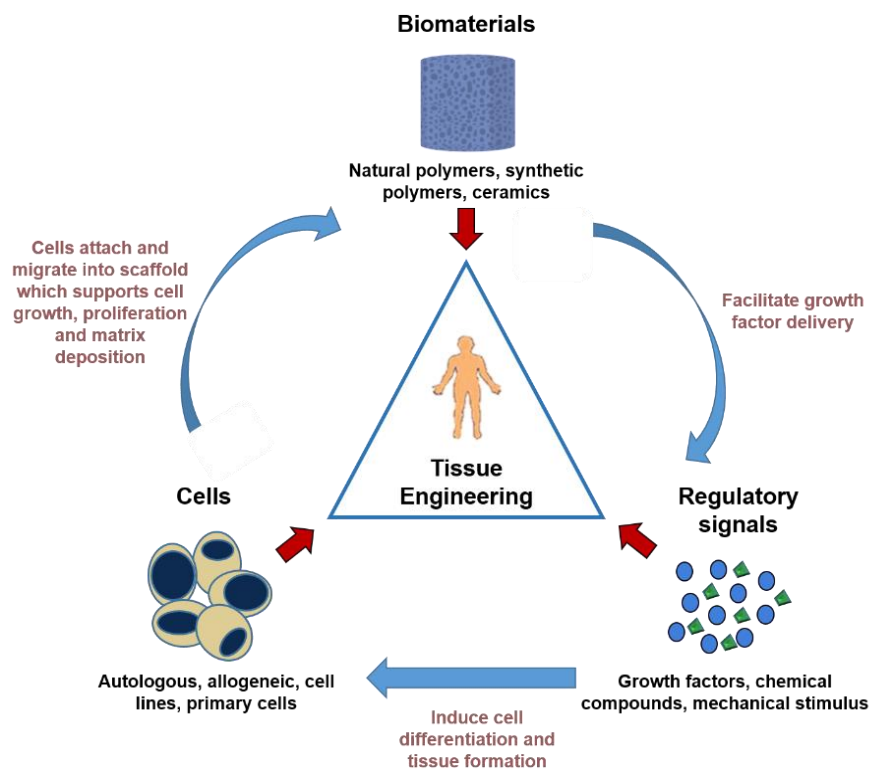 Biomaterials
Natural polymers, synthetic
polymers, ceramics
Cells attach and
migrate into scaffold
which supports cell
growth, proliferation
and matrix
deposition
Facilitate growth
factor delivery
Tissue
Engineering
Cells
Regulatory
signals
Autologous, allogeneic, cell
lines, primary cells
Growth factors, chemical
compounds, mechanical stimulus
Induce cell
differentiation and
tissue formation